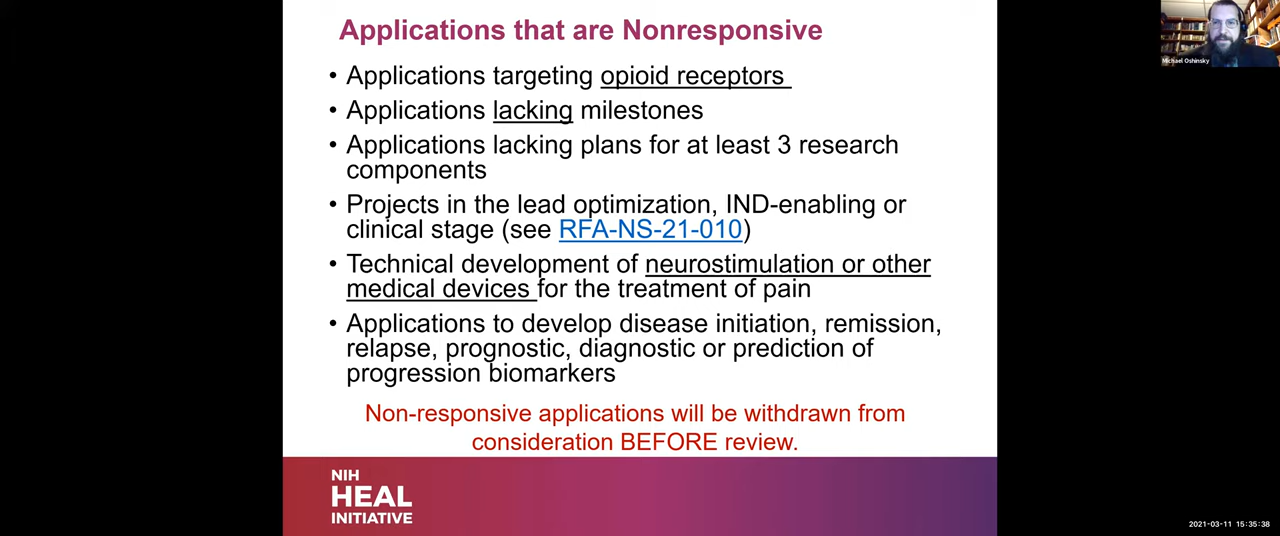 Applications that are Nonresponsive
• Applications targeting opioid receptors
• Applications lacking milestones
• Applications lacking plans for at least 3 research
components
• Projects in the lead optimization, IND-enabling or
clinical stage (see RFA-NS-21-010)
• Technical development of neurostimulation or other
medical devices for the treatment of pain
• Applications to develop disease initiation, remission,
relapse, prognostic, diagnostic or prediction of
progression biomarkers
Non-responsive applications will be withdrawn from
consideration BEFORE review.
NIH
HEAL
INITIATIVE
Michael Oshinsky
2021-03-11 15:35:38